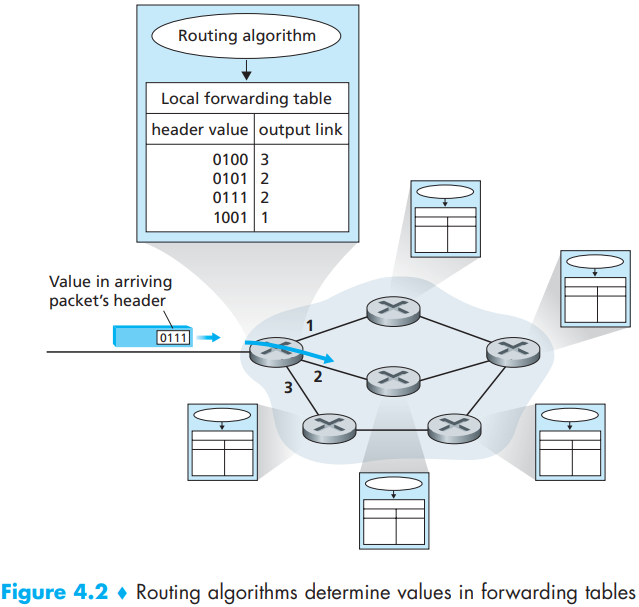 Routing algorithm
Local forwarding table
header value output link
0100 3
0101 2
0111 2
1001 1
Value in arriving
packet's header
0111
1
2
3
Figure 4.2 ♦ Routing algorithms determine values in forwarding tables